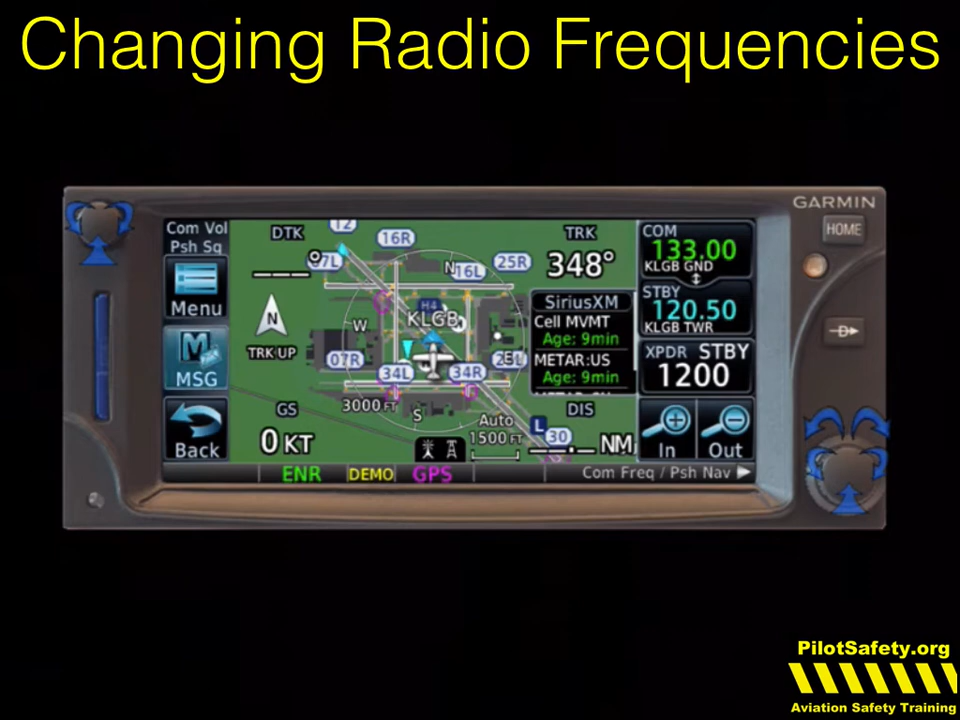 Changing Radio Frequencies
GARMIN
HOME
Com Vol
Psh Sq
Menu
MSG
Back
DTK
___°
12
16R
07L
N
16L
25R
TRK
348°
N
TRK UP
W
H4
KLGB
E
07R
34L
34R
3000 FT
S
GS
0 KT
Auto
1500 FT
L
30
DIS
__._ NM
SiriusXM
Cell MVMT
Age: 9min
METAR:US
Age: 9min
COM
133.00
KLGB GND
STBY
120.50
KLGB TWR
XPDR STBY
1200
In
Out
D
ENR
DEMO
GPS
Com Freq / Psh Nav
PilotSafety.org
Aviation Safety Training